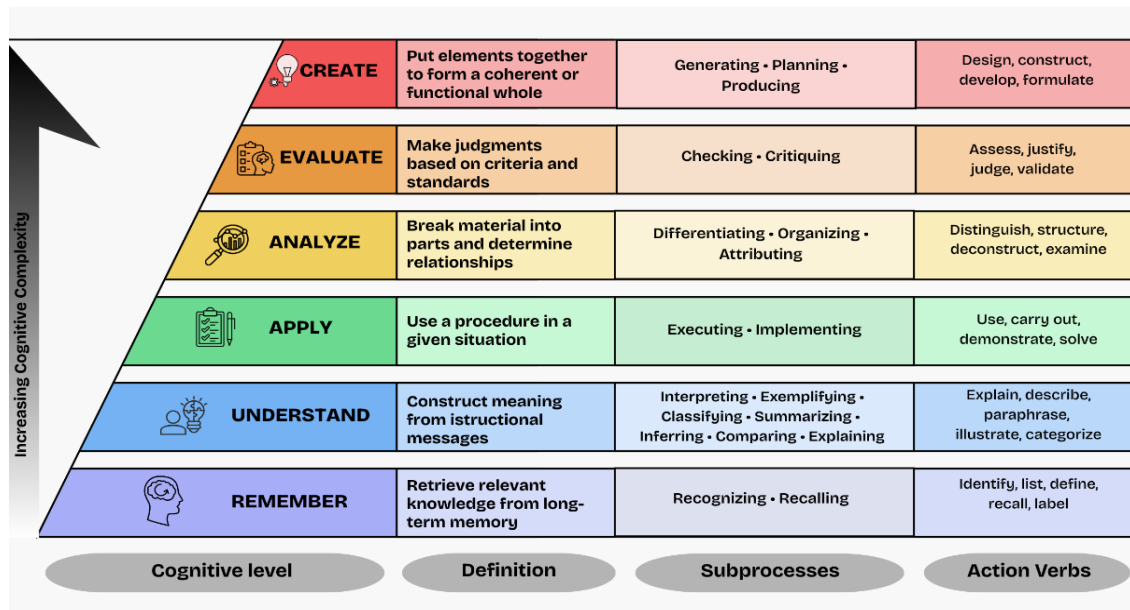 CREATE
Put elements together
to form a coherent or
functional whole
Generating • Planning •
Producing
Design, construct,
develop, formulate
EVALUATE
Make judgments
based on criteria and
standards
Checking • Critiquing
Assess, justify,
judge, validate
ANALYZE
Break material into
parts and determine
relationships
Differentiating • Organizing •
Attributing
Distinguish, structure,
deconstruct, examine
APPLY
Use a procedure in a
given situation
Executing • Implementing
Use, carry out,
demonstrate, solve
UNDERSTAND
Construct meaning
from istructional
messages
Interpreting • Exemplifying •
Classifying • Summarizing •
Inferring • Comparing • Explaining
Explain, describe,
paraphrase,
illustrate, categorize
REMEMBER
Retrieve relevant
knowledge from long-
term memory
Recognizing • Recalling
Identify, list, define,
recall, label
Increasing Cognitive Complexity
Cognitive level
Definition
Subprocesses
Action Verbs